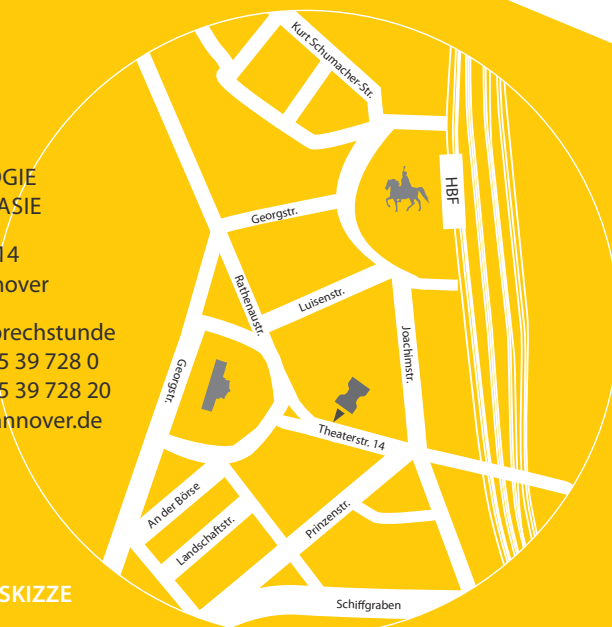 OGIE
ASIE
14
nover
rechstunde
5 39 728 0
5 39 728 20
nnover.de
SKIZZE
Kurt Schumacher-Str.
HBF
Georgstr.
Rathenaustr.
Luisenstr.
Joachimstr.
Georgstr.
Theaterstr. 14
An der Börse
Landschaftstr.
Prinzenstr.
Schiffgraben